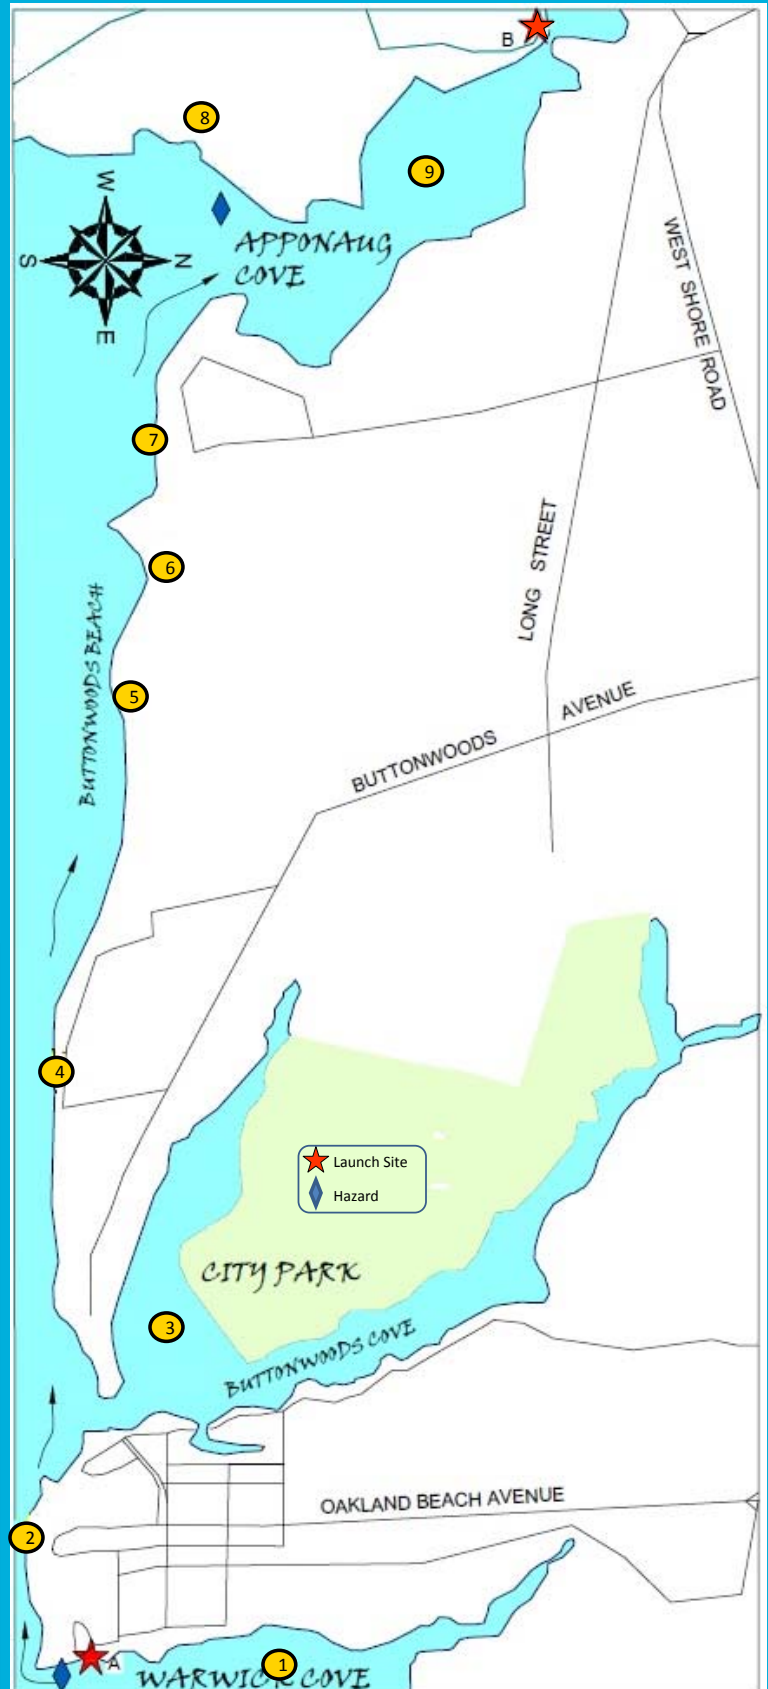 B
8
9
W
S
N
E
APPONAUG
COVE
WEST SHORE ROAD
7
LONG STREET
6
BUTTONWOODS BEACH
5
BUTTONWOODS AVENUE
4
Launch Site
Hazard
CITY PARK
3
BUTTONWOODS COVE
OAKLAND BEACH AVENUE
2
A
1
WARWICK COVE